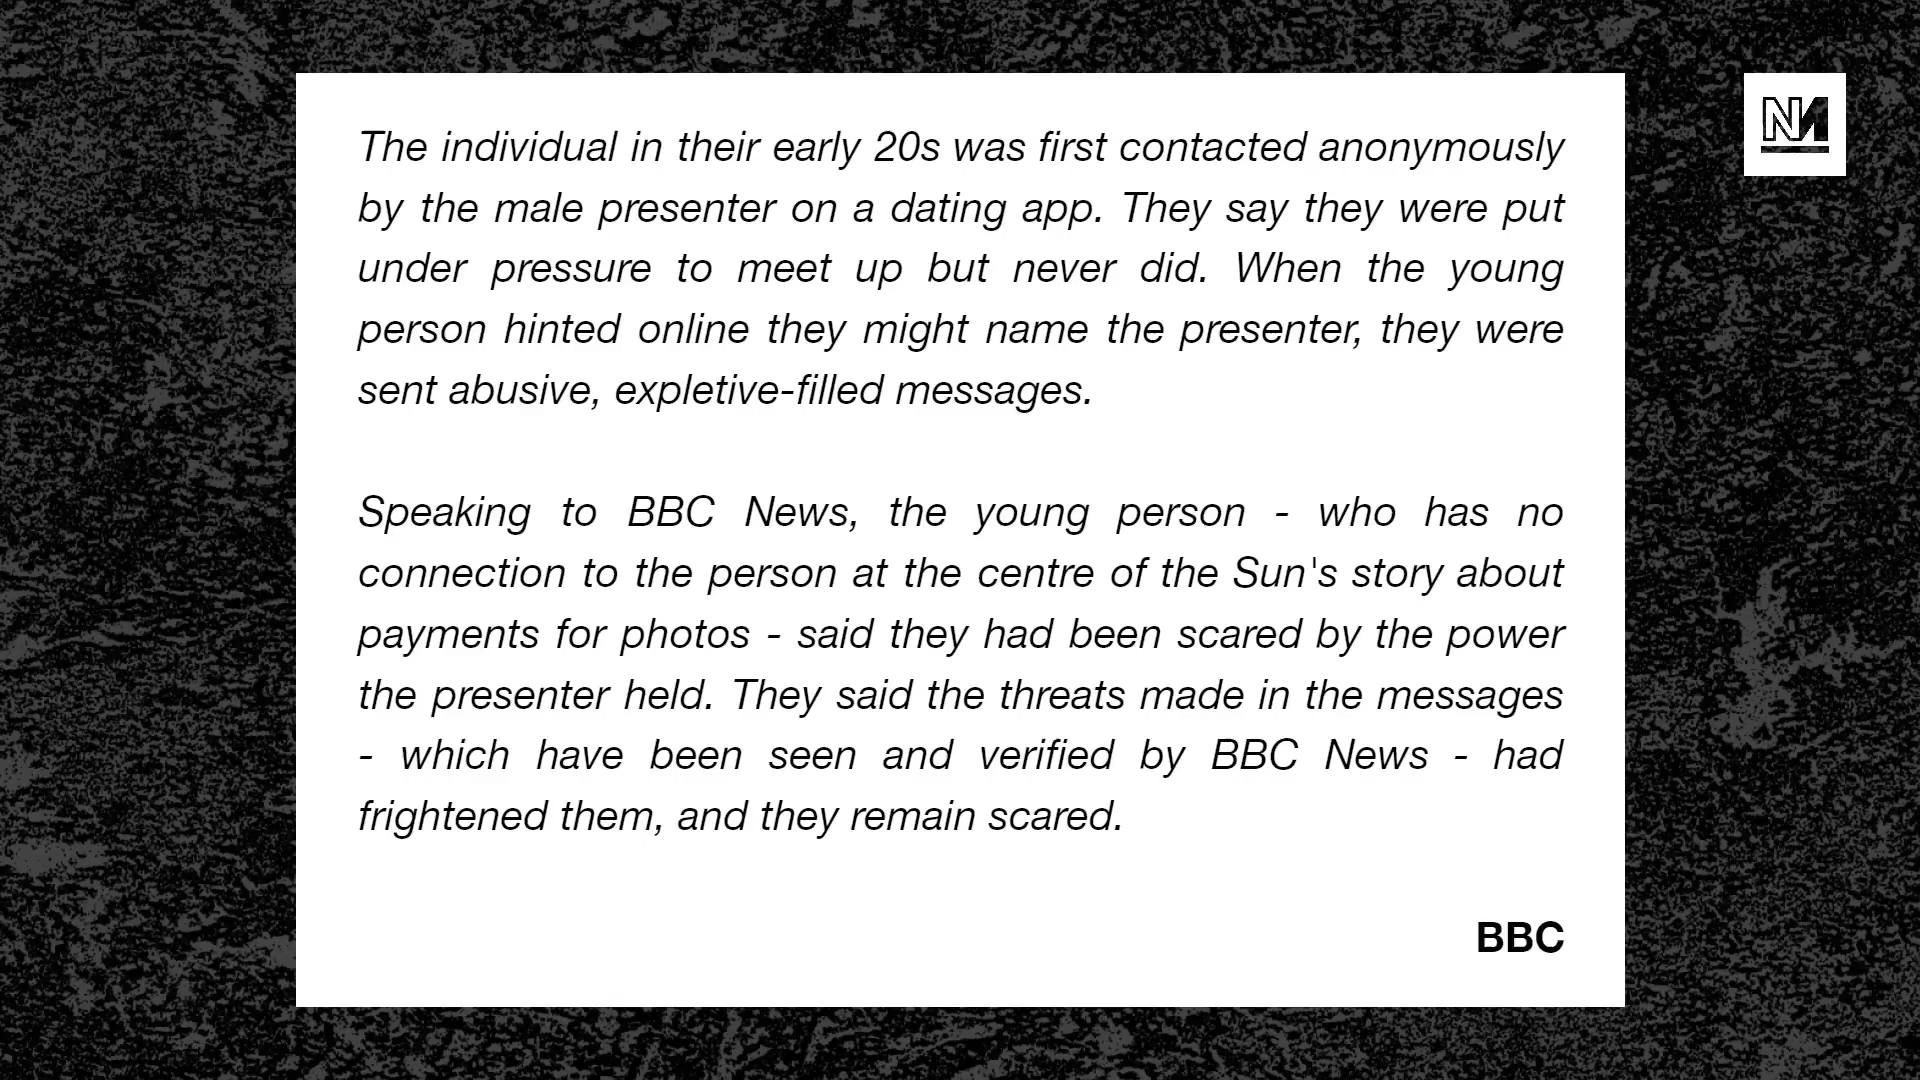 The individual in their early 20s was first contacted anonymously
by the male presenter on a dating app. They say they were put
under pressure to meet up but never did. When the young
person hinted online they might name the presenter, they were
sent abusive, expletive-filled messages.
Speaking to BBC News, the young person - who has no
connection to the person at the centre of the Sun's story about
payments for photos - said they had been scared by the power
the presenter held. They said the threats made in the messages
- which have been seen and verified by BBC News - had
frightened them, and they remain scared.
BBC
NM